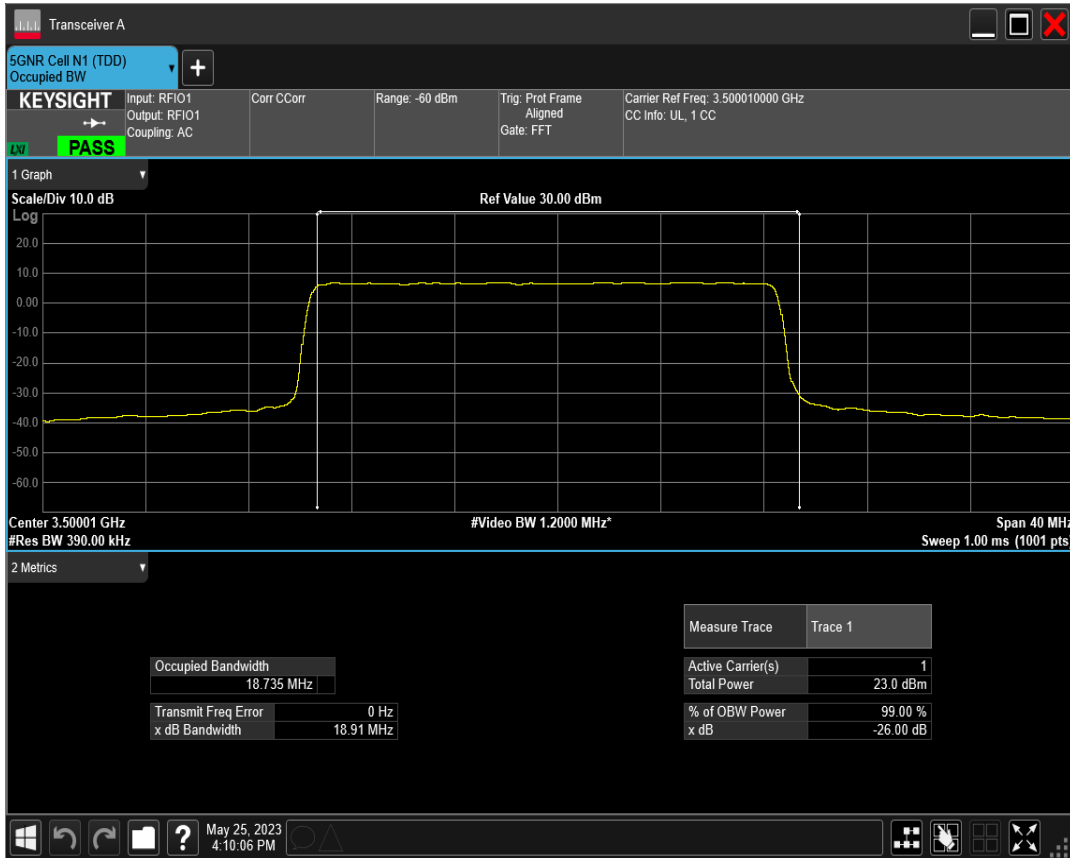 Transceiver A
5GNR Cell N1 (TDD)
Occupied BW
+
KEYSIGHT
LXI
PASS
Input: RFIO1
Output: RFIO1
Coupling: AC
Corr CCorr
Range: -60 dBm
Trig: Prot Frame
Aligned
Gate: FFT
Carrier Ref Freq: 3.500010000 GHz
CC Info: UL, 1 CC
1 Graph
Scale/Div 10.0 dB
Ref Value 30.00 dBm
Log
20.0
10.0
0.00
-10.0
-20.0
-30.0
-40.0
-50.0
-60.0
Center 3.50001 GHz
#Video BW 1.2000 MHz*
Span 40 MHz
#Res BW 390.00 kHz
Sweep 1.00 ms (1001 pts)
2 Metrics
Measure Trace Trace 1
Occupied Bandwidth
18.735 MHz
Active Carrier(s) 1
Total Power 23.0 dBm
Transmit Freq Error 0 Hz
x dB Bandwidth 18.91 MHz
% of OBW Power 99.00 %
x dB -26.00 dB
?
May 25, 2023
4:10:06 PM